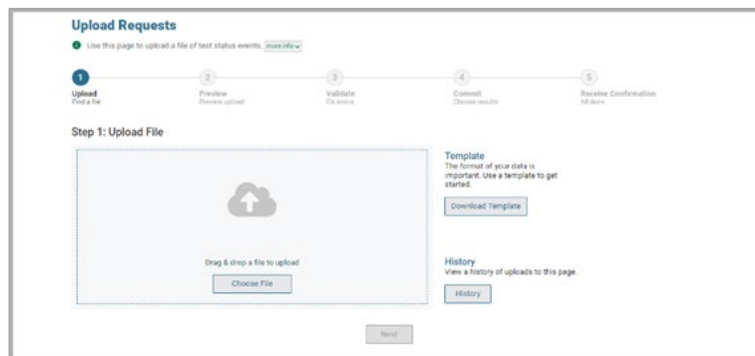 Upload Requests
Use this page to upload a file of test status events. more info
1
2
3
4
5
Upload
Preview
Validate
Commit
Receive Confirmation
Find a file
Preview upload
Fix errors
Choose results
All done
Step 1: Upload File
Template
The format of your data is
important. Use a template to get
started.
Download Template
Drag & drop a file to upload
Choose File
History
View a history of uploads to this page.
History
Next